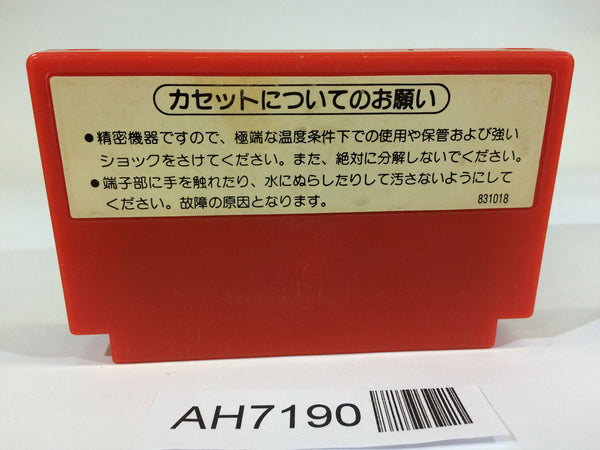 カセットについてのお願い
●精密機器ですので、極端な温度条件下での使用や保管および強い
ショックをさけてください。また、絶対に分解しないでください。
●端子部に手を触れたり、水にぬらしたりして汚さないようにして
ください。故障の原因となります。
831018
AH7190